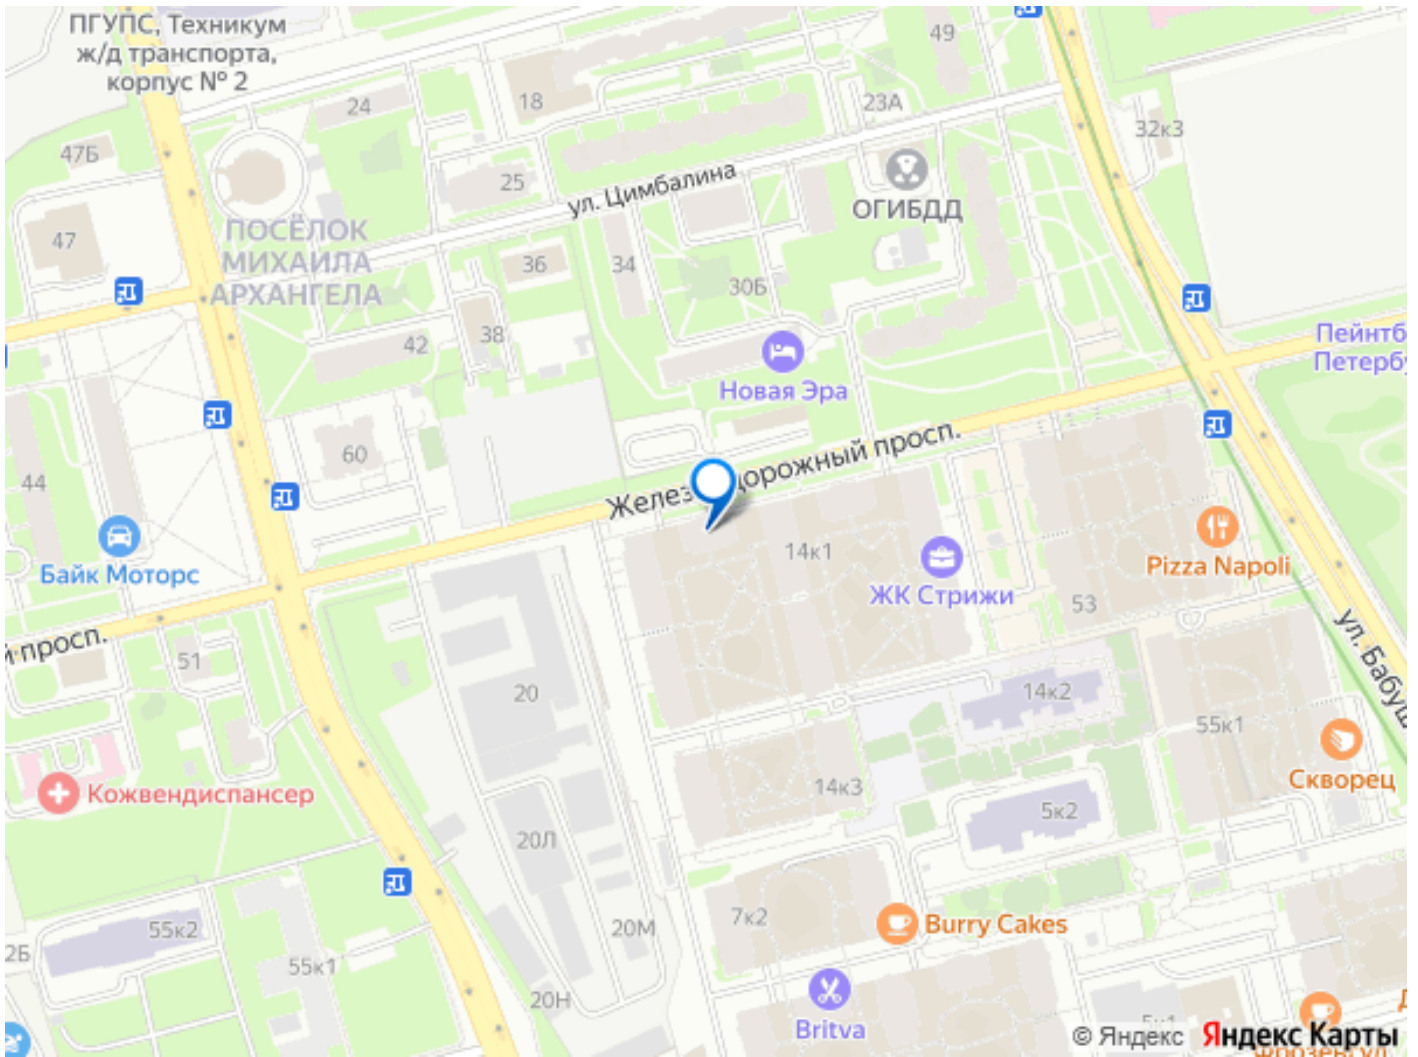 ПГУПС, Техникум
ж/д транспорта,
корпус № 2
49
24
18
23А
32к3
47Б
25
ул. Цимбалина
ОГИБДД
47
ПОСЁЛОК
МИХАИЛА
АРХАНГЕЛА
36
34
30Б
38
42
Новая Эра
60
44
Байк Моторс
14к1
ЖК Стрижи
Pizza Napoli
53
й просп.
51
20
14к2
ул. Бабуш
55к1
Скворец
Кожвендиспансер
14к3
5к2
20Л
7к2
Burry Cakes
20М
55к2
2Б
55к1
20Н
Britva
© Яндекс Яндекс Карты